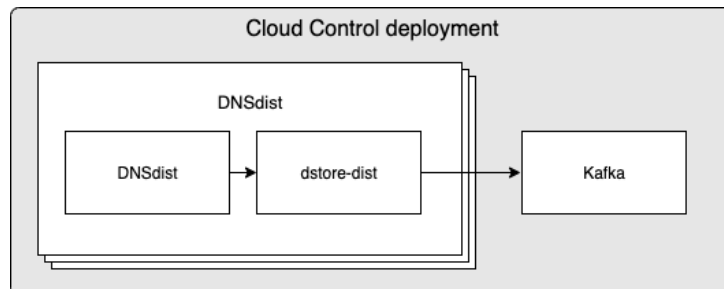 Cloud Control deployment
DNSdist
DNSdist
dstore-dist
Kafka